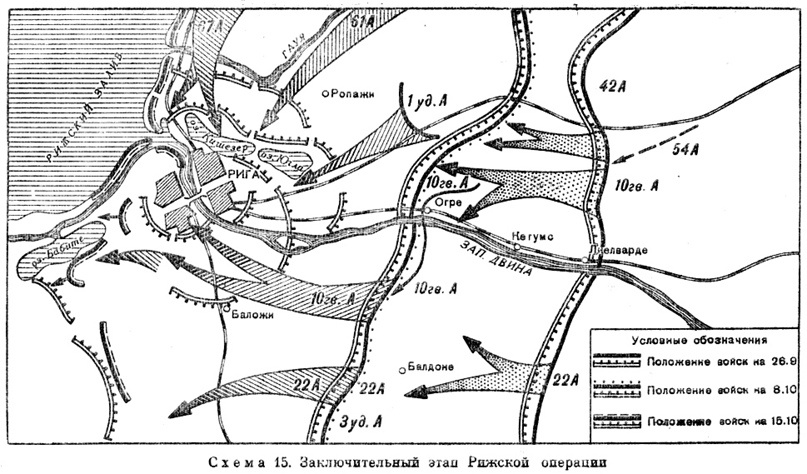 67А
61А
ГАУЯ
РИЖСКИЙ ЗАЛИВ
Ропажи
1 уд. А
42А
оз. Кишезер
оз. Югла
54А
РИГА
10гв. А
10гв. А
Огре
Кегумс
Лиелварде
ЗАП. ДВИНА
оз. Бабите
10гв. А
10гв. А
Баложи
Балдоне
22А
22А
22А
3 уд. А
Условные обозначения
Положение войск на 26.9
Положение войск на 8.10
Положение войск на 15.10
Схема 15. Заключительный этап Рижской операции